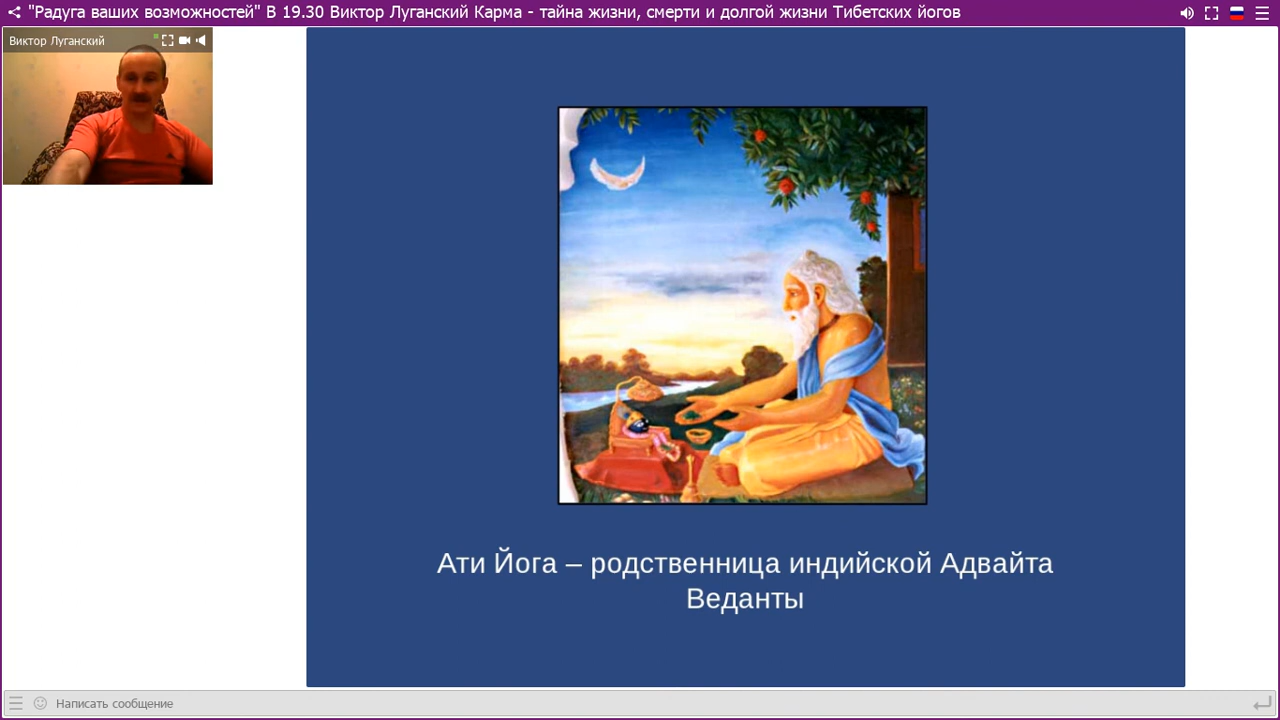 "Радуга ваших возможностей" В 19.30 Виктор Луганский Карма - тайна жизни, смерти и долгой жизни Тибетских йогов
Виктор Луганский
Ати Йога – родственница индийской Адвайта
Веданты
Написать сообщение